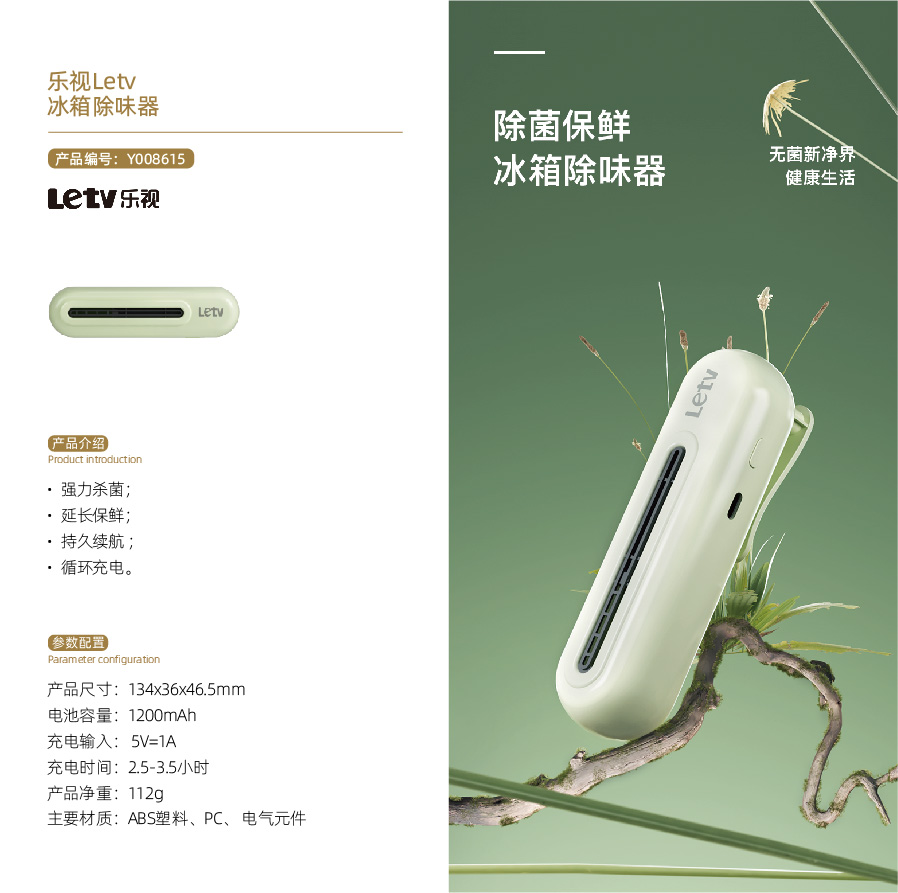 乐视Letv
冰箱除味器
产品编号：Y008615
Letv乐视
Letv
产品介绍
Product introduction
• 强力杀菌；
• 延长保鲜；
• 持久续航；
• 循环充电。
参数配置
Parameter configuration
产品尺寸：134x36x46.5mm
电池容量：1200mAh
充电输入： 5V=1A
充电时间：2.5-3.5小时
产品净重：112g
主要材质：ABS塑料、PC、 电气元件
除菌保鲜
冰箱除味器
无菌新净界
健康生活
Letv